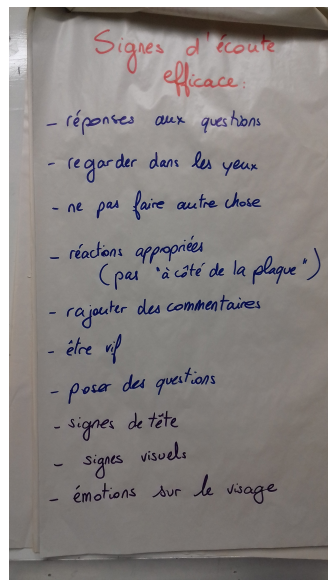 Signes d'écoute
efficace:
- réponses aux questions
- regarder dans les yeux
- ne pas faire autre chose
- réactions appropriées
(pas "à côté de la plaque")
- rajouter des commentaires
- être vif
- poser des questions
- signes de tête
- signes visuels
- émotions sur le visage